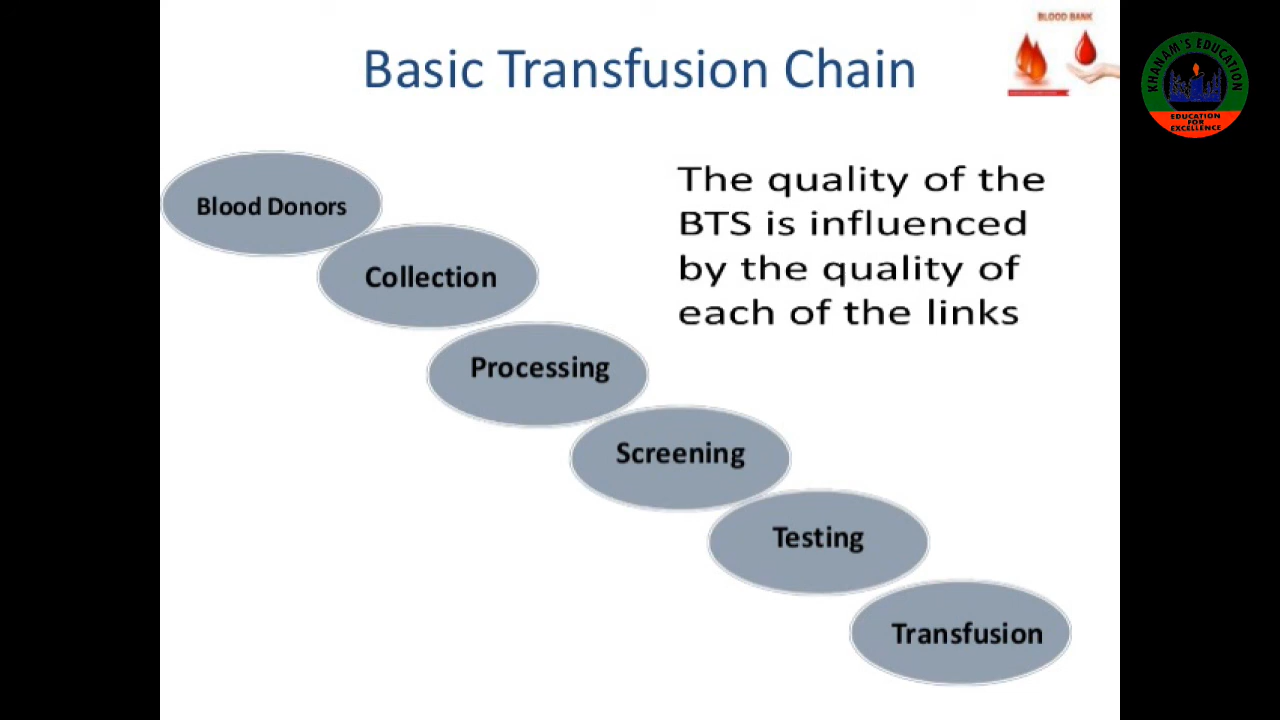 BLOOD BANK
Basic Transfusion Chain
KHANAM'S EDUCATION
EDUCATION
FOR
EXCELLENCE
Blood Donors
Collection
Processing
Screening
Testing
Transfusion
The quality of the
BTS is influenced
by the quality of
each of the links